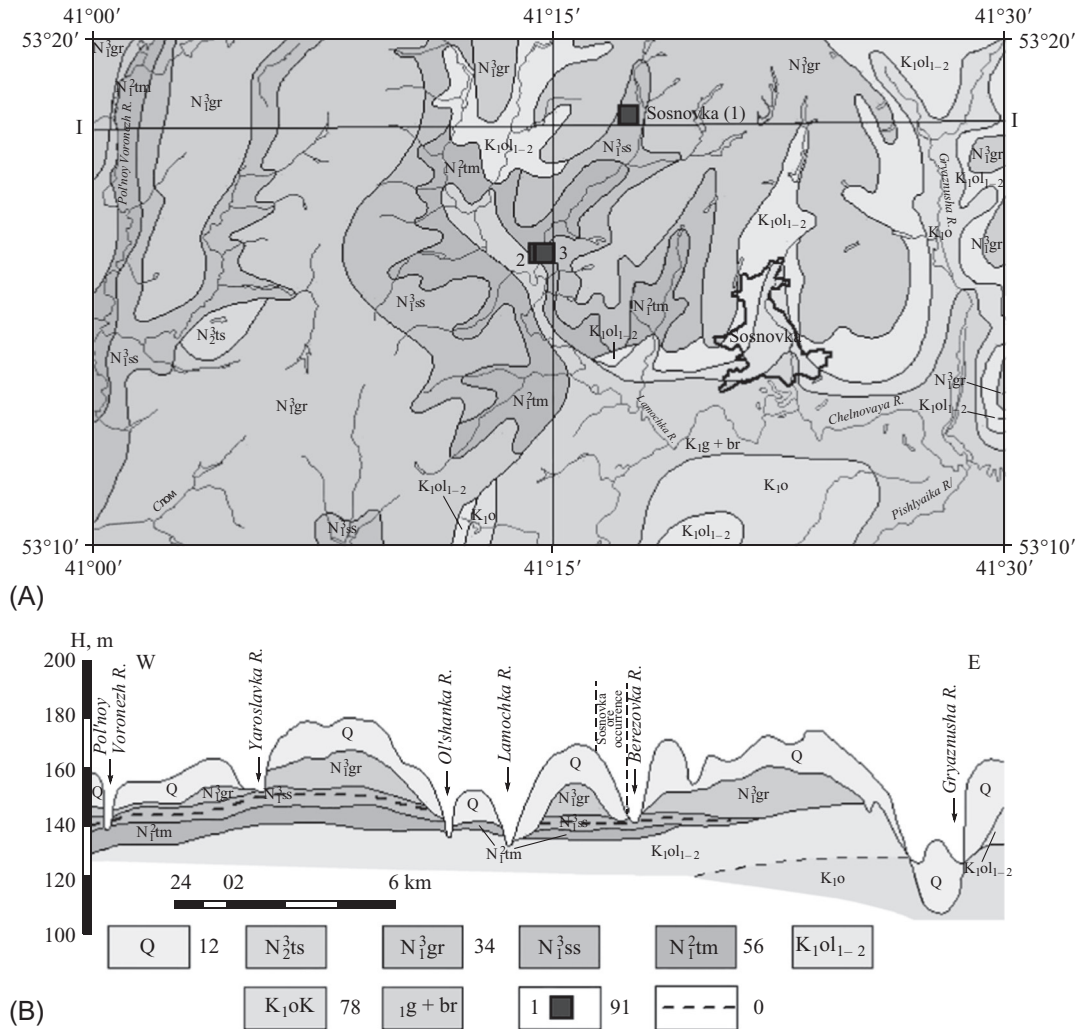 41°00′ 41°15′ 41°30′
53°20′ 53°20′
N₁³gr
N₁²tm
N₁³gr
N₁³gr
N₁³gr
K₁ol₁₋₂
I I
Sosnovka (1)
K₁ol₁₋₂
N₁³ss
N₁²tm
Pol'noy Voronezh R.
Gryaznusha R.
N₁³gr
K₁ol₁₋₂
K₁ol₁₋₂
K₁o
N₁³gr
2 3
N₁³ss
N₁²tm
N₂³ts
N₁³ss
K₁ol₁₋₂
Sosnovka
N₁³gr
N₁³gr
K₁ol₁₋₂
N₁²tm
Lamochka R.
Chelnovaya R.
K₁g + br
K₁ol₁₋₂
K₁o
K₁o
Pishlyaika R.
Cnом
N₁³ss
K₁ol₁₋₂
53°10′ 53°10′
41°00′ 41°15′ 41°30′
(A)
H, m
200 W E
180
160
140
120
100
Pol'noy
Voronezh R.
Yaroslavka R.
Ol'shanka R.
Lamochka R.
Sosnovka
ore
occurrence
Berezovka R.
Gryaznusha R.
Q Q Q Q Q Q Q
N₁³gr N₁³gr N₁³gr N₁³gr
N₁³ss N₁³ss
N₁²tm N₁²tm
K₁ol₁₋₂ K₁ol₁₋₂
K₁o
24 02 6 km
Q 12 N₂³ts N₁³gr 34 N₁³ss N₁²tm 56 K₁ol₁₋₂
K₁oK 78 ₁g + br 1 91 0
(B)